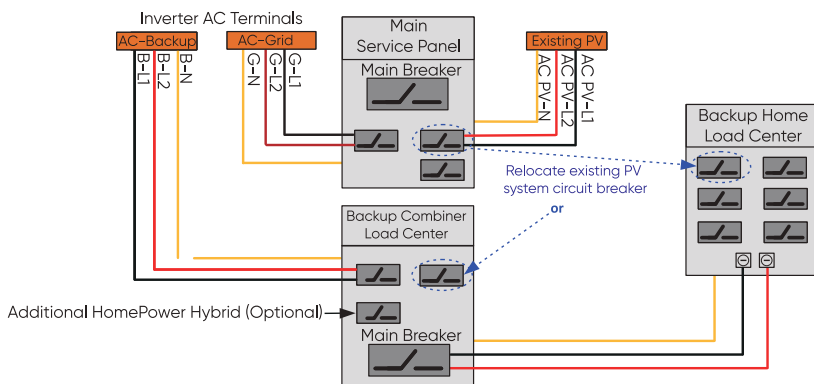 Inverter AC Terminals
AC-Backup
B-L1
B-L2
B-N
AC-Grid
G-N
G-L2
G-L1
Main
Service Panel
Main Breaker
Existing PV
AC PV-N
AC PV-L2
AC PV-L1
Backup Home
Load Center
Relocate existing PV
system circuit breaker
or
Backup Combiner
Load Center
Additional HomePower Hybrid (Optional)
Main Breaker